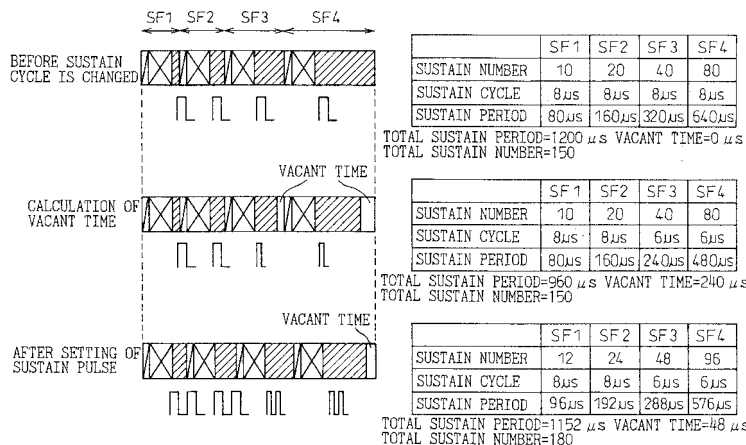 SF1 SF2 SF3 SF4
BEFORE SUSTAIN
CYCLE IS CHANGED
SF1 SF2 SF3 SF4
SUSTAIN NUMBER 10 20 40 80
SUSTAIN CYCLE 8μs 8μs 8μs 8μs
SUSTAIN PERIOD 80μs 160μs 320μs 640μs
TOTAL SUSTAIN PERIOD=1200 μs VACANT TIME=0 μs
TOTAL SUSTAIN NUMBER=150
VACANT TIME
CALCULATION OF
VACANT TIME
SF1 SF2 SF3 SF4
SUSTAIN NUMBER 10 20 40 80
SUSTAIN CYCLE 8μs 8μs 6μs 6μs
SUSTAIN PERIOD 80μs 160μs 240μs 480μs
TOTAL SUSTAIN PERIOD=960 μs VACANT TIME=240 μs
TOTAL SUSTAIN NUMBER=150
VACANT TIME
AFTER SETTING OF
SUSTAIN PULSE
SF1 SF2 SF3 SF4
SUSTAIN NUMBER 12 24 48 96
SUSTAIN CYCLE 8μs 8μs 6μs 6μs
SUSTAIN PERIOD 96μs 192μs 288μs 576μs
TOTAL SUSTAIN PERIOD=1152 μs VACANT TIME=48 μs
TOTAL SUSTAIN NUMBER=180